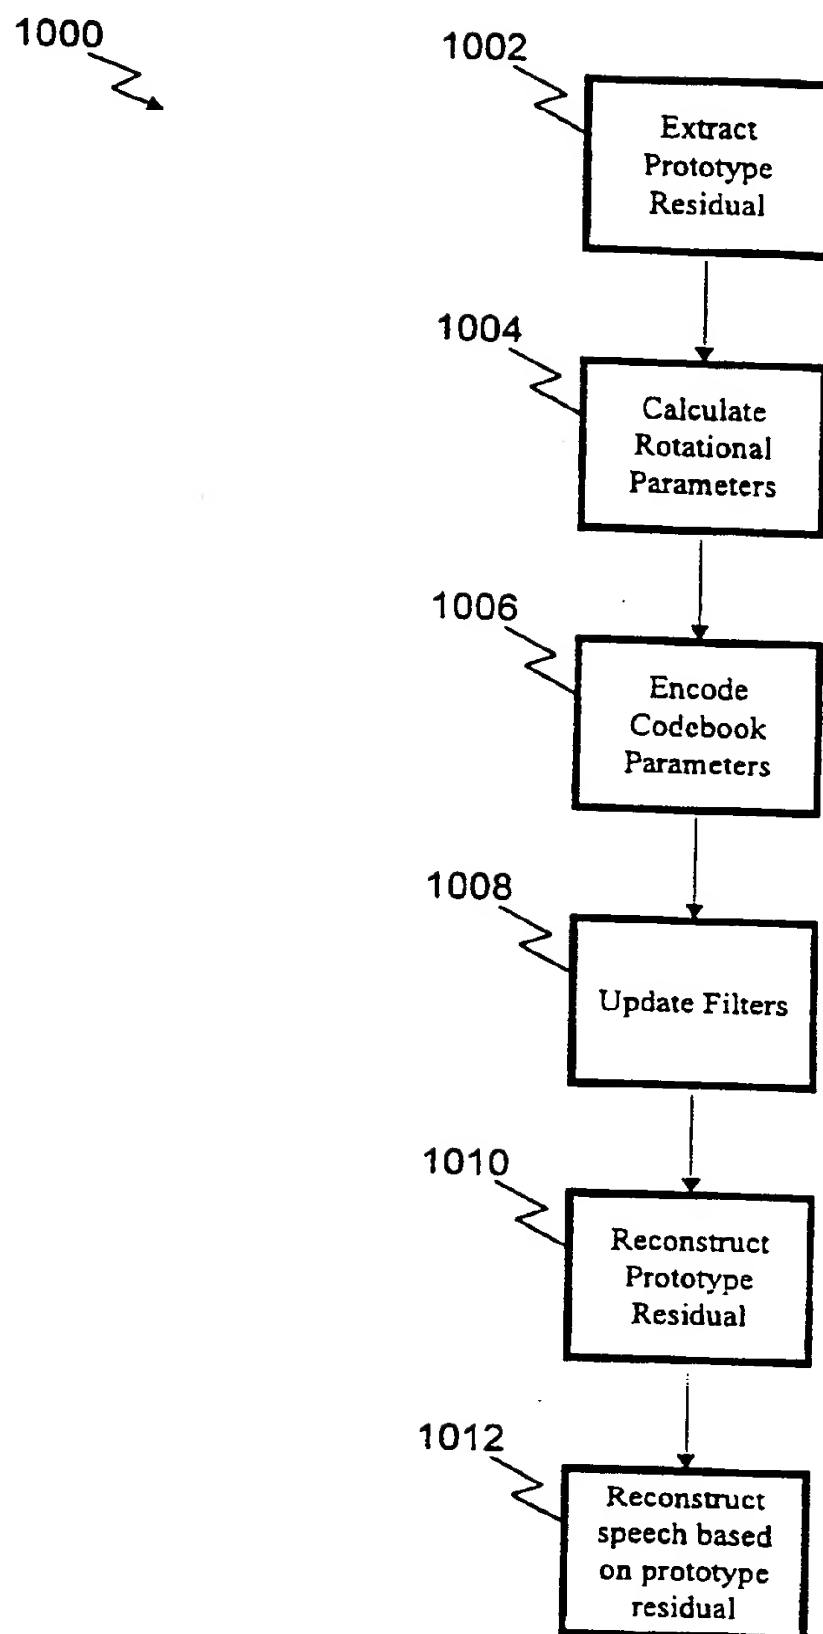 1000
1002
Extract
Prototype
Residual
1004
Calculate
Rotational
Parameters
1006
Encode
Codebook
Parameters
1008
Update Filters
1010
Reconstruct
Prototype
Residual
1012
Reconstruct
speech based
on prototype
residual